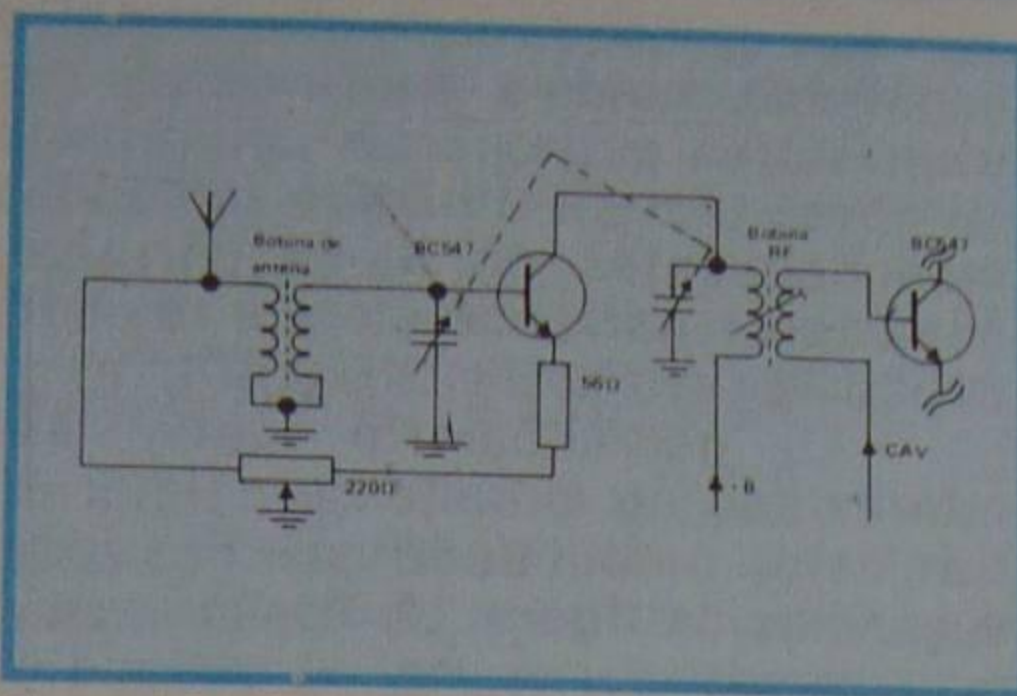 Bobina de
antena
BC547
Bobina
RF
BC547
56Ω
220Ω
- B
CAV